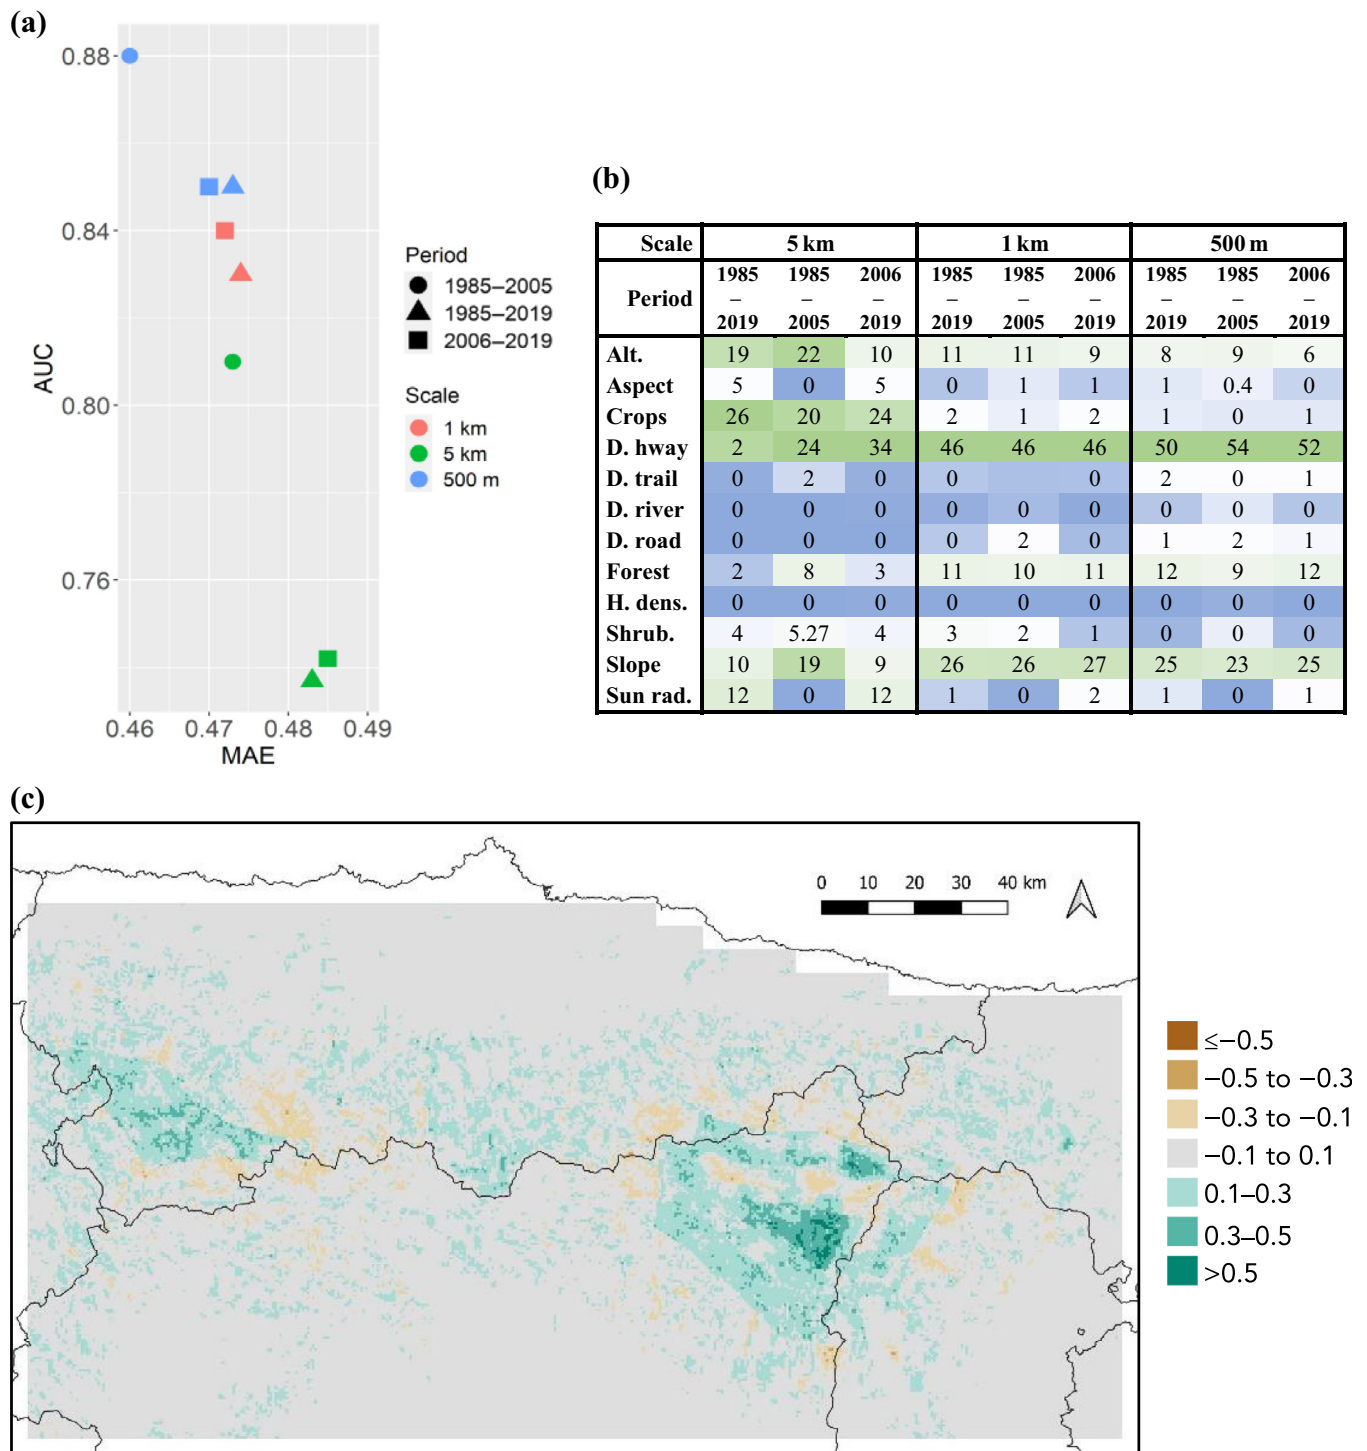 (a)
0.88
0.84
0.80
0.76
AUC
0.46 0.47 0.48 0.49
MAE
Period
1985–2005
1985–2019
2006–2019
Scale
1 km
5 km
500 m
(b)
Scale 5 km 1 km 500 m
1985 1985 2006 1985 1985 2006 1985 1985 2006
Period – – – – – – – – –
2019 2005 2019 2019 2005 2019 2019 2005 2019
Alt. 19 22 10 11 11 9 8 9 6
Aspect 5 0 5 0 1 1 1 0.4 0
Crops 26 20 24 2 1 2 1 0 1
D. hway 2 24 34 46 46 46 50 54 52
D. trail 0 2 0 0 0 2 0 1
D. river 0 0 0 0 0 0 0 0 0
D. road 0 0 0 0 2 0 1 2 1
Forest 2 8 3 11 10 11 12 9 12
H. dens. 0 0 0 0 0 0 0 0 0
Shrub. 4 5.27 4 3 2 1 0 0 0
Slope 10 19 9 26 26 27 25 23 25
Sun rad. 12 0 12 1 0 2 1 0 1
(c)
0 10 20 30 40 km
≤−0.5
−0.5 to −0.3
−0.3 to −0.1
−0.1 to 0.1
0.1–0.3
0.3–0.5
>0.5